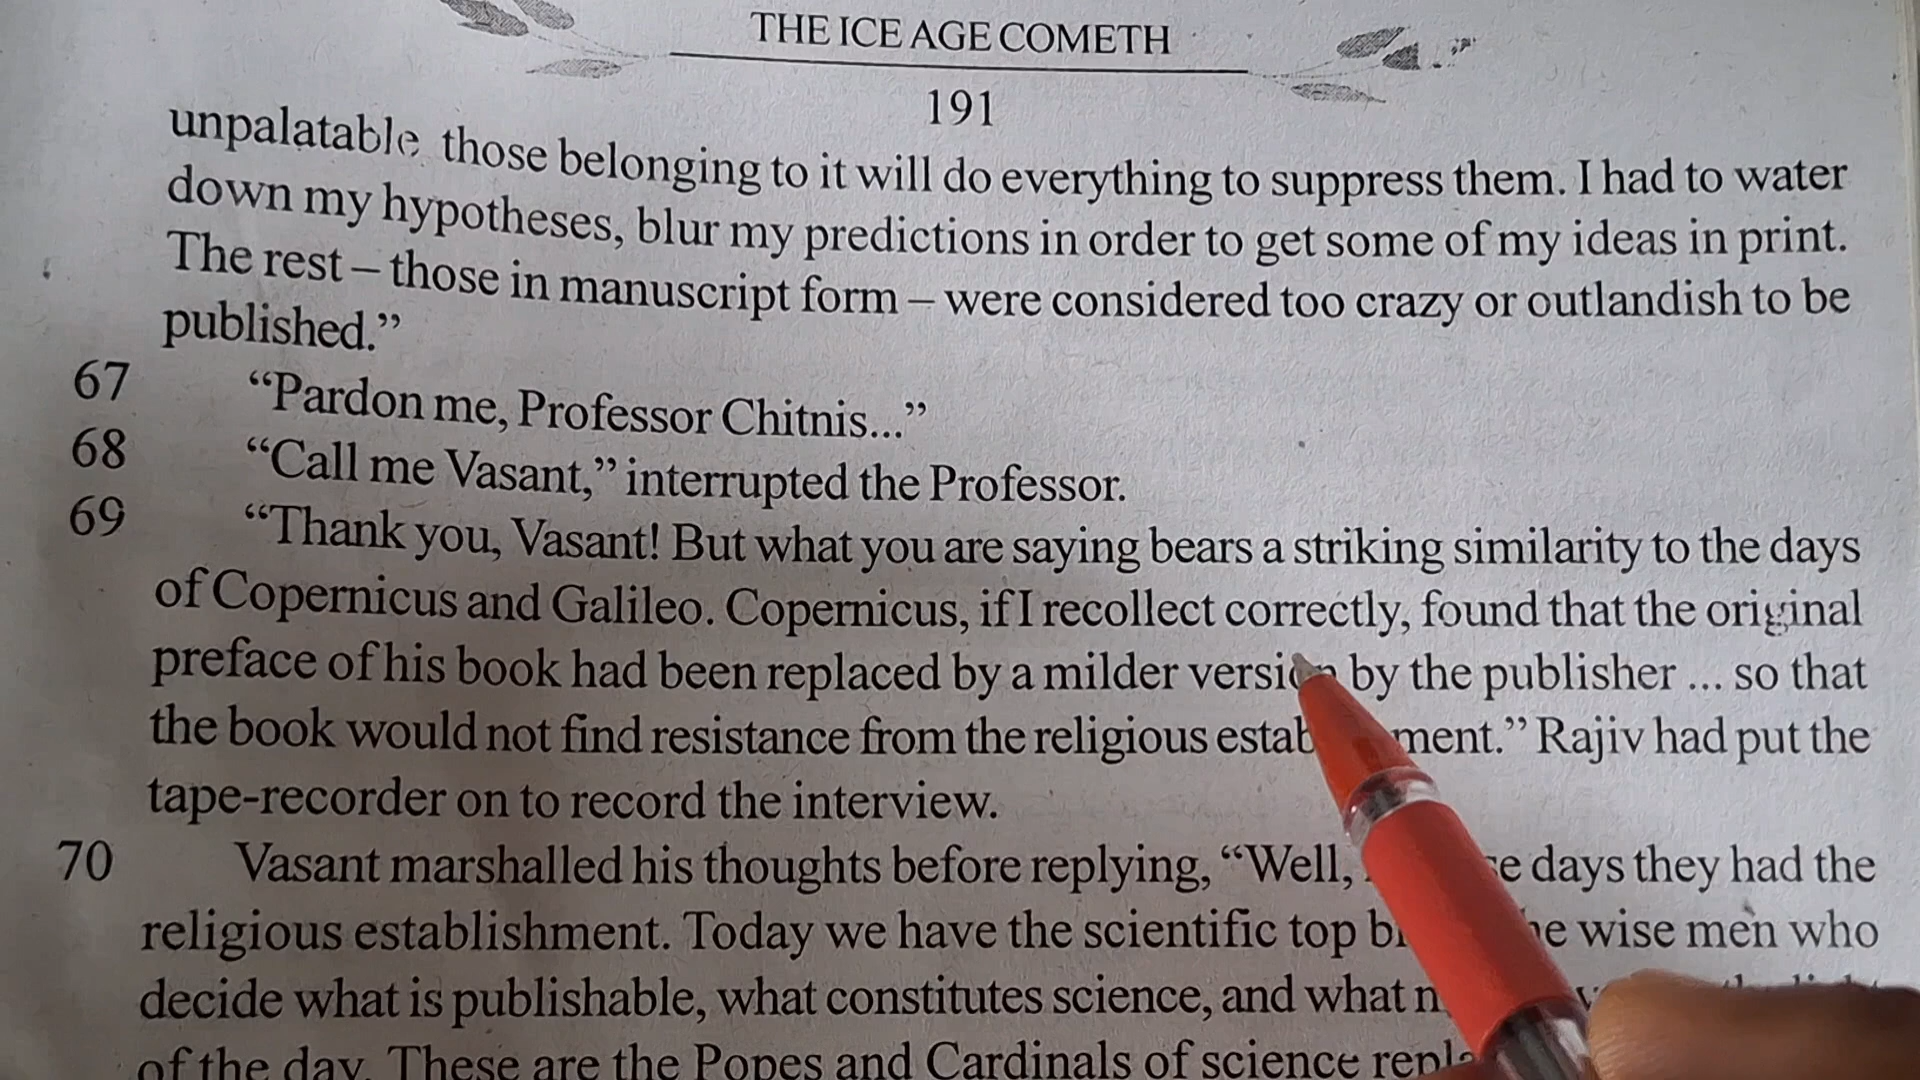 THE ICE AGE COMETH
191
unpalatable those belonging to it will do everything to suppress them. I had to water
down my hypotheses, blur my predictions in order to get some of my ideas in print.
The rest – those in manuscript form – were considered too crazy or outlandish to be
published.”
67 “Pardon me, Professor Chitnis...”
68 “Call me Vasant,” interrupted the Professor.
69 “Thank you, Vasant! But what you are saying bears a striking similarity to the days
of Copernicus and Galileo. Copernicus, if I recollect correctly, found that the original
preface of his book had been replaced by a milder version by the publisher ... so that
the book would not find resistance from the religious ment.” Rajiv had put the
tape-recorder on to record the interview.
70 Vasant marshalled his thoughts before replying, “Well, days they had the
religious establishment. Today we have the scientific top wise men who
decide what is publishable, what constitutes science, and what
of the day. These are the Popes and Cardinals of science